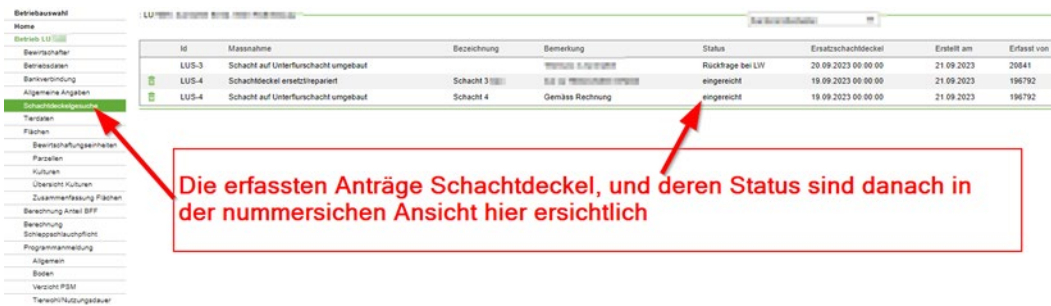 Betriebauswahl
Home
Betrieb LU
Bewirtschafter
Betriebsdaten
Bankverbindung
Allgemeine Angaben
Schachtdeckelgesuche
Tierdaten
Flächen
Bewirtschaftungseinheiten
Parzellen
Kulturen
Übersicht Kulturen
Zusammenfassung Flächen
Berechnung Anteil BFF
Berechnung
Schleppschlauchpflicht
Programmanmeldung
Allgemein
Boden
Verzicht PSM
Tierwohl/Nutzungsdauer
LU
Id Massnahme Bezeichnung Bemerkung Status Ersatzschachtdeckel Erstellt am Erfasst von
LUS-3 Schacht auf Unterflurschacht umgebaut Rückfrage bei LW 20.09.2023 00:00:00 21.09.2023 20841
LUS-4 Schachtdeckel ersetzt/repariert Schacht 3 eingereicht 19.09.2023 00:00:00 21.09.2023 196792
LUS-4 Schacht auf Unterflurschacht umgebaut Schacht 4 Gemäss Rechnung eingereicht 19.09.2023 00:00:00 21.09.2023 196792
Die erfassten Anträge Schachtdeckel, und deren Status sind danach in
der nummersichen Ansicht hier ersichtlich